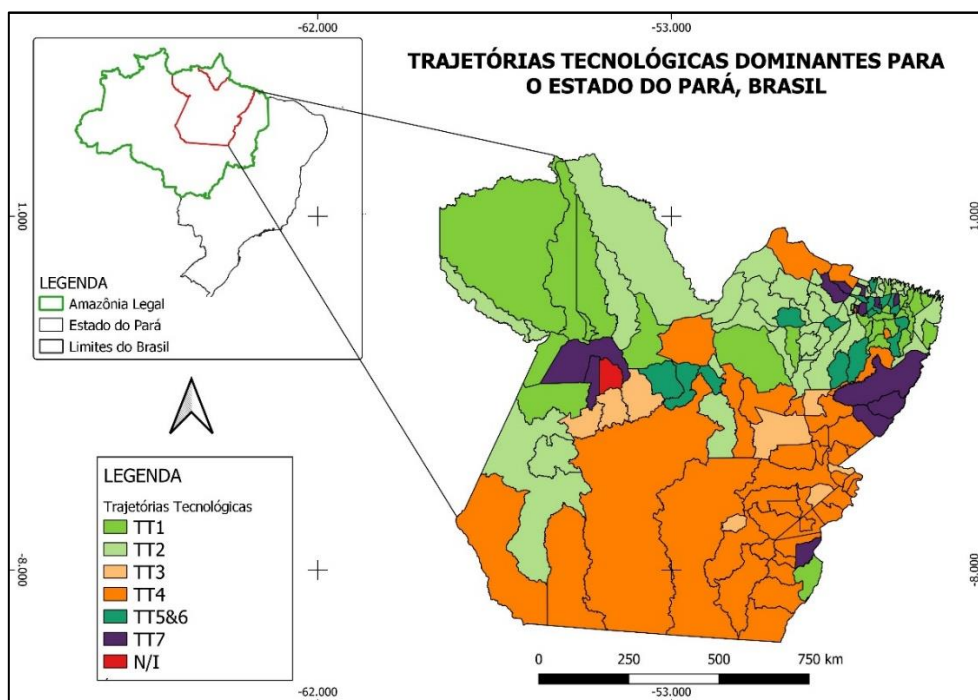 -62.000
-53.000
TRAJETÓRIAS TECNOLÓGICAS DOMINANTES PARA
O ESTADO DO PARÁ, BRASIL
1.000
1.000
LEGENDA
Amazônia Legal
Estado do Pará
Limites do Brasil
LEGENDA
Trajetórias Tecnológicas
TT1
TT2
TT3
TT4
TT5&6
TT7
N/I
-8.000
-8.000
0 250 500 750 km
-62.000
-53.000